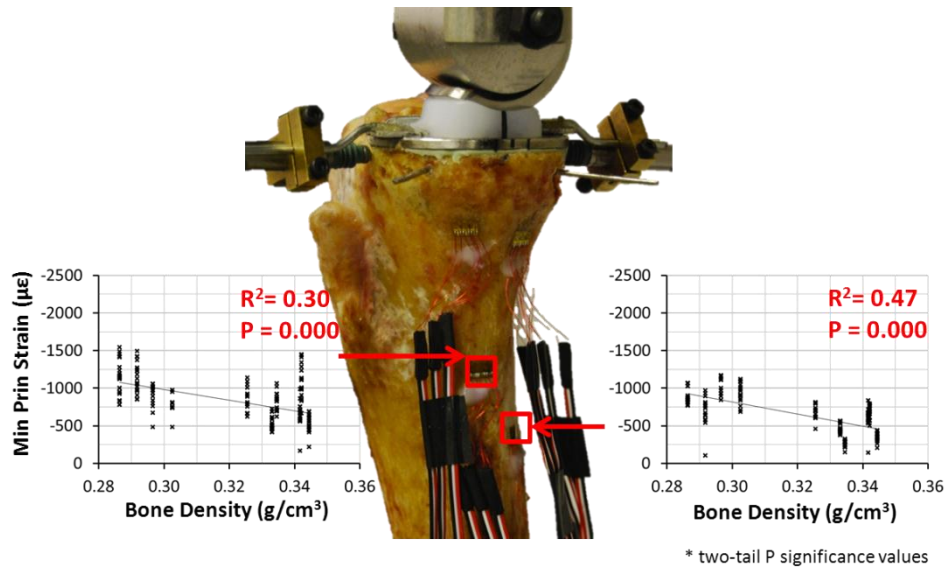 Min Prin Strain (µε)
-2500
-2000
-1500
-1000
-500
0
0.28
0.30
0.32
0.34
0.36
Bone Density (g/cm³)
R²= 0.30
P = 0.000
-2500
-2000
-1500
-1000
-500
0
0.28
0.30
0.32
0.34
0.36
Bone Density (g/cm³)
R²= 0.47
P = 0.000
* two-tail P significance values